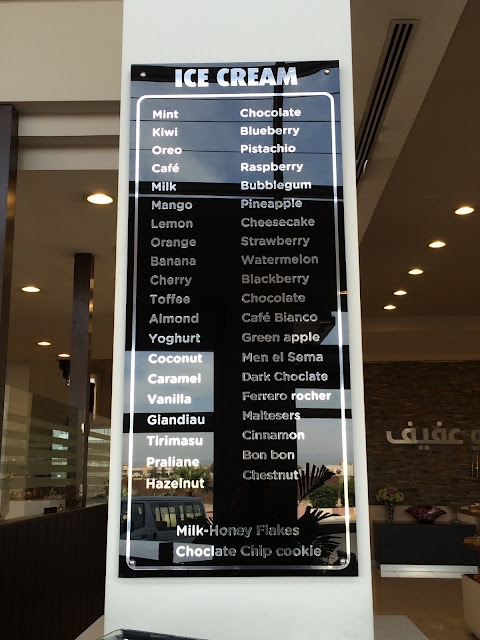 ICE CREAM
Mint
Kiwi
Oreo
Café
Milk
Mango
Lemon
Orange
Banana
Cherry
Toffee
Almond
Yoghurt
Coconut
Caramel
Vanilla
Giandiau
Tirimasu
Praliane
Hazelnut
Chocolate
Blueberry
Pistachio
Raspberry
Bubblegum
Pineapple
Cheesecake
Strawberry
Watermelon
Blackberry
Chocolate
Café Bianco
Green apple
Men el Sema
Dark Choclate
Ferrero rocher
Maltesers
Cinnamon
Bon bon
Chestnut
Milk-Honey Flakes
Choclate Chip cookie
عفيف